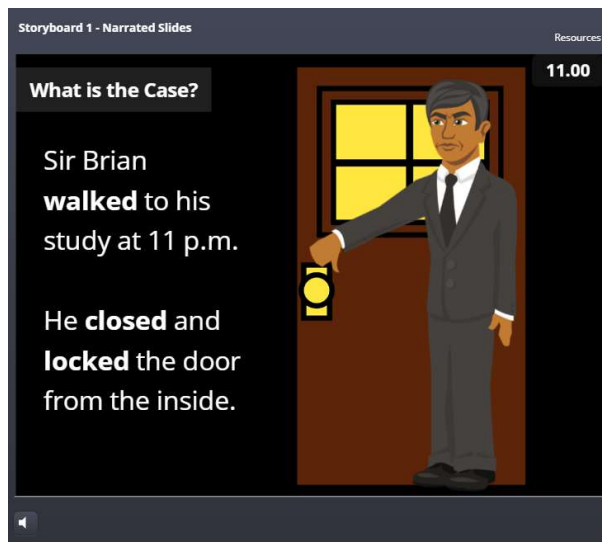 Storyboard 1 - Narrated Slides
Resources
11.00
What is the Case?
Sir Brian
walked to his
study at 11 p.m.
He closed and
locked the door
from the inside.